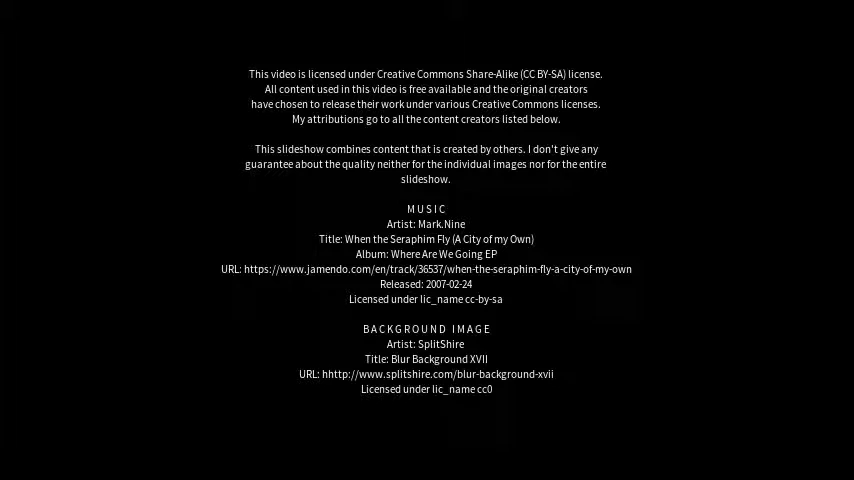 This video is licensed under Creative Commons Share-Alike (CC BY-SA) license.
All content used in this video is free available and the original creators
have chosen to release their work under various Creative Commons licenses.
My attributions go to all the content creators listed below.
This slideshow combines content that is created by others. I don't give any
guarantee about the quality neither for the individual images nor for the entire
slideshow.
MUSIC
Artist: Mark.Nine
Title: When the Seraphim Fly (A City of my Own)
Album: Where Are We Going EP
URL: https://www.jamendo.com/en/track/36537/when-the-seraphim-fly-a-city-of-my-own
Released: 2007-02-24
Licensed under lic_name cc-by-sa
BACKGROUND IMAGE
Artist: SplitShire
Title: Blur Background XVII
URL: hhttp://www.splitshire.com/blur-background-xvii
Licensed under lic_name cc0